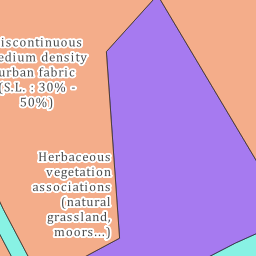 iscontinuous
edium density
urban fabric
(S.L. : 30% -
50%)
Herbaceous
vegetation
associations
(natural
grassland,
moors...)